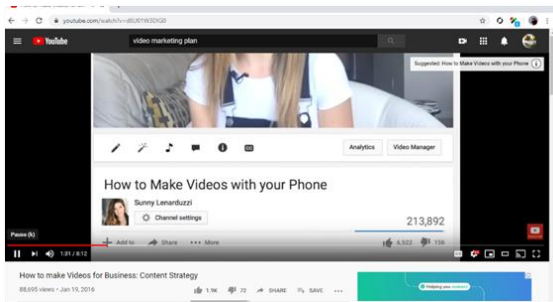 youtube.com/watch?v=
YouTube
video marketing plan
Suggested: How to Make Videos with your Phone
Analytics Video Manager
How to Make Videos with your Phone
Sunny Lenarduzzi
Channel settings
213,892
Add to Share More
6,522 156
Pause (k)
1:31 / 8:12
How to make Videos for Business: Content Strategy
88,695 views • Jan 19, 2016
1.9K 72 SHARE SAVE
Helping your